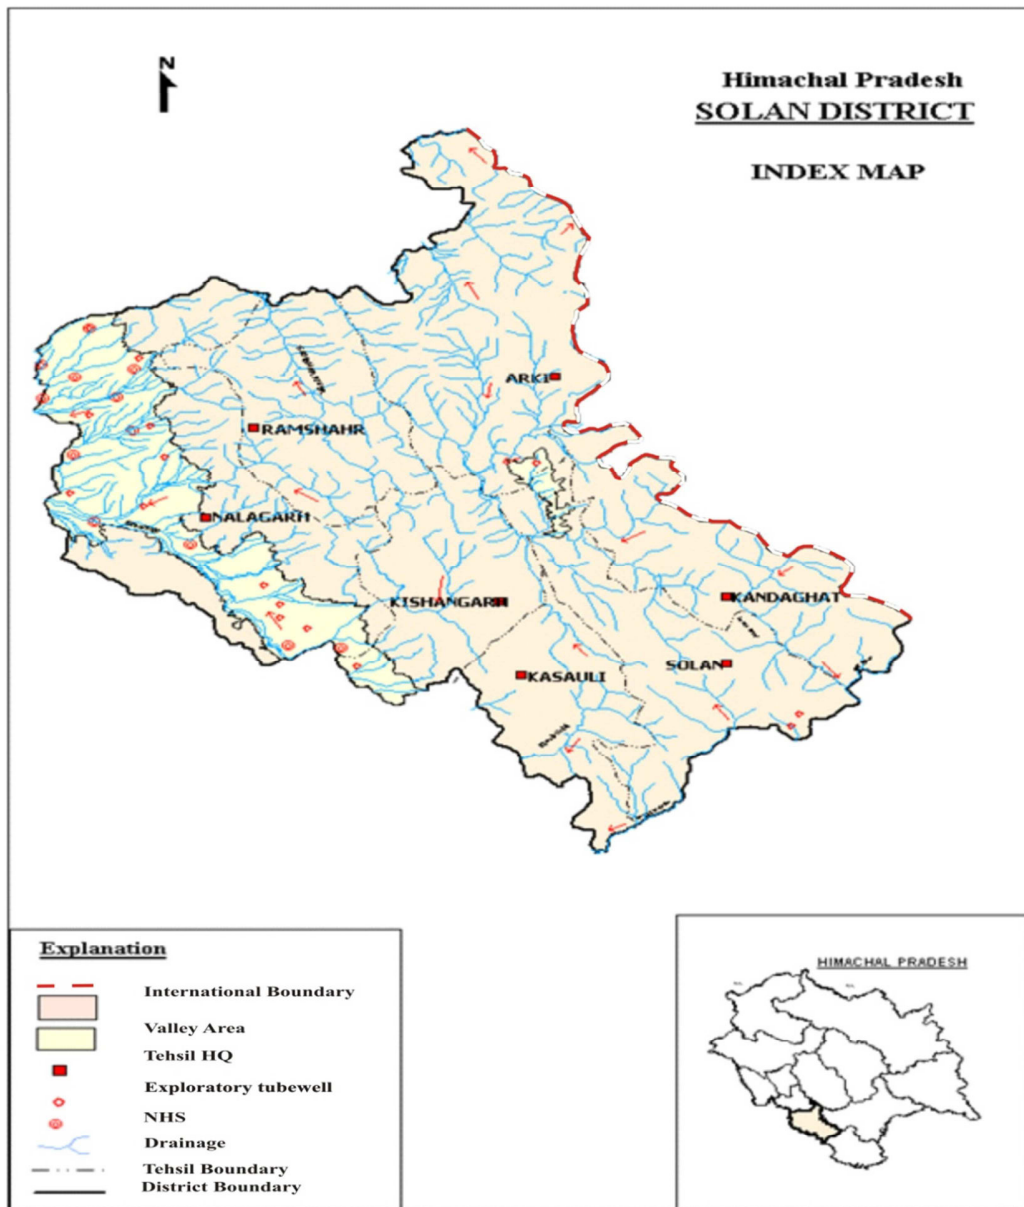 N
Himachal Pradesh
SOLAN DISTRICT
INDEX MAP
ARKI
RAMSHAHR
NALAGARH
KISHANGARH
KANDAGHAT
SOLAN
KASAULI
Explanation
International Boundary
Valley Area
Tehsil HQ
Exploratory tubewell
NHS
Drainage
Tehsil Boundary
District Boundary
HIMACHAL PRADESH